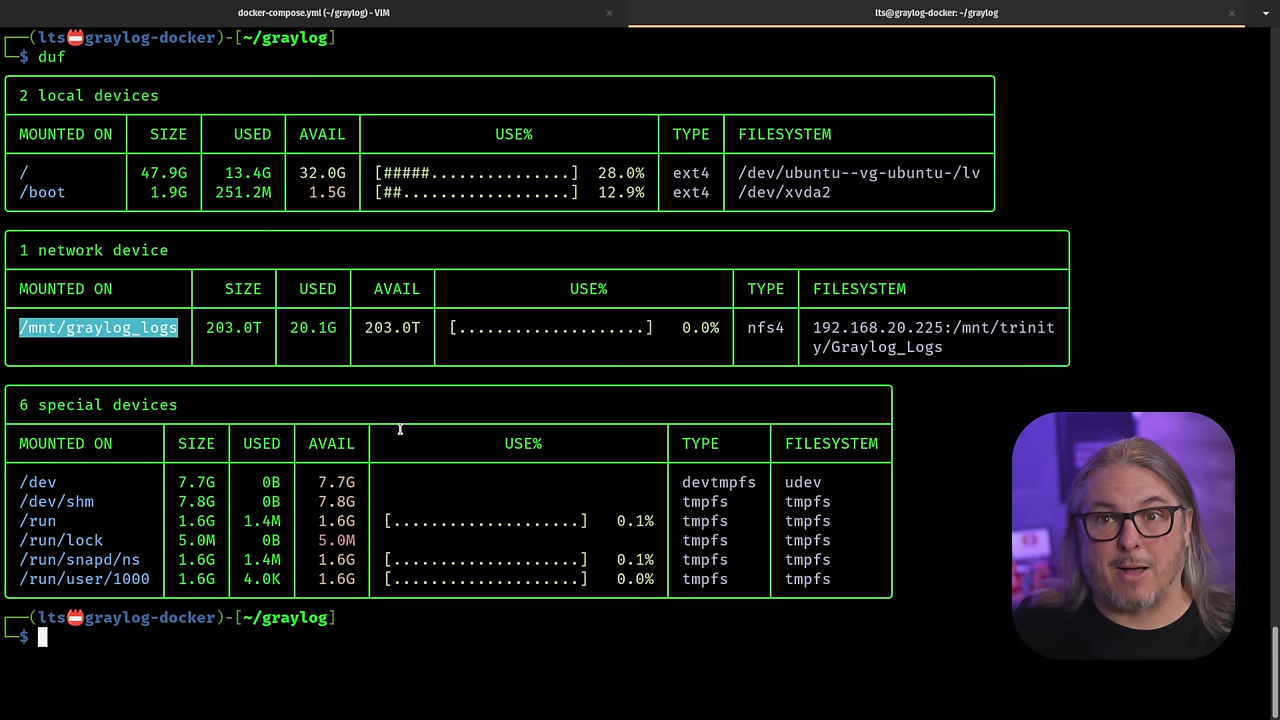 docker-compose.yml (~/graylog) - VIM
lts@graylog-docker: ~/graylog
(lts graylog-docker)-[~/graylog]
$ duf
2 local devices
MOUNTED ON SIZE USED AVAIL USE% TYPE FILESYSTEM
/ 47.9G 13.4G 32.0G [#####...............] 28.0% ext4 /dev/ubuntu--vg-ubuntu-/lv
/boot 1.9G 251.2M 1.5G [##..................] 12.9% ext4 /dev/xvda2
1 network device
MOUNTED ON SIZE USED AVAIL USE% TYPE FILESYSTEM
/mnt/graylog_logs 203.0T 20.1G 203.0T [....................] 0.0% nfs4 192.168.20.225:/mnt/trinit
y/Graylog_Logs
6 special devices
MOUNTED ON SIZE USED AVAIL USE% TYPE FILESYSTEM
/dev 7.7G 0B 7.7G devtmpfs udev
/dev/shm 7.8G 0B 7.8G tmpfs tmpfs
/run 1.6G 1.4M 1.6G [....................] 0.1% tmpfs tmpfs
/run/lock 5.0M 0B 5.0M tmpfs tmpfs
/run/snapd/ns 1.6G 1.4M 1.6G [....................] 0.1% tmpfs tmpfs
/run/user/1000 1.6G 4.0K 1.6G [....................] 0.0% tmpfs tmpfs
(lts graylog-docker)-[~/graylog]
$